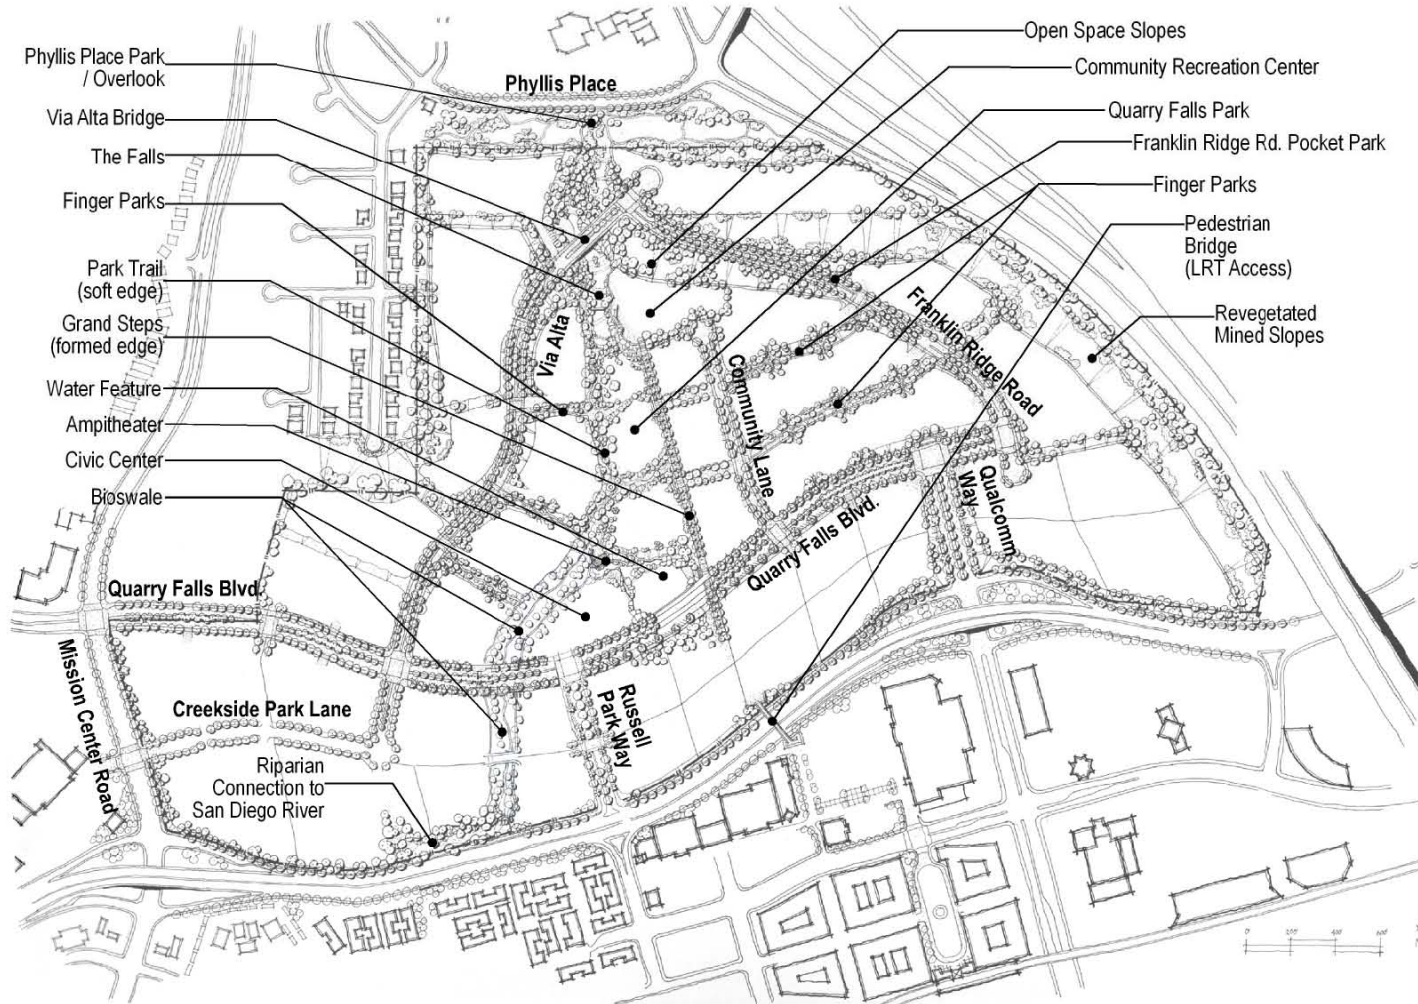 Phyllis Place Park
/ Overlook
Via Alta Bridge
The Falls
Finger Parks
Park Trail
(soft edge)
Grand Steps
(formed edge)
Water Feature
Ampitheater
Civic Center
Bioswale
Phyllis Place
Open Space Slopes
Community Recreation Center
Quarry Falls Park
Franklin Ridge Rd. Pocket Park
Finger Parks
Pedestrian
Bridge
(LRT Access)
Revegetated
Mined Slopes
Via Alta
Community Lane
Franklin Ridge Road
Quarry Falls Blvd.
Qualcomm
Way
Quarry Falls Blvd.
Mission Center Road
Creekside Park Lane
Russell
Park Way
Riparian
Connection to
San Diego River
0 200 400 600